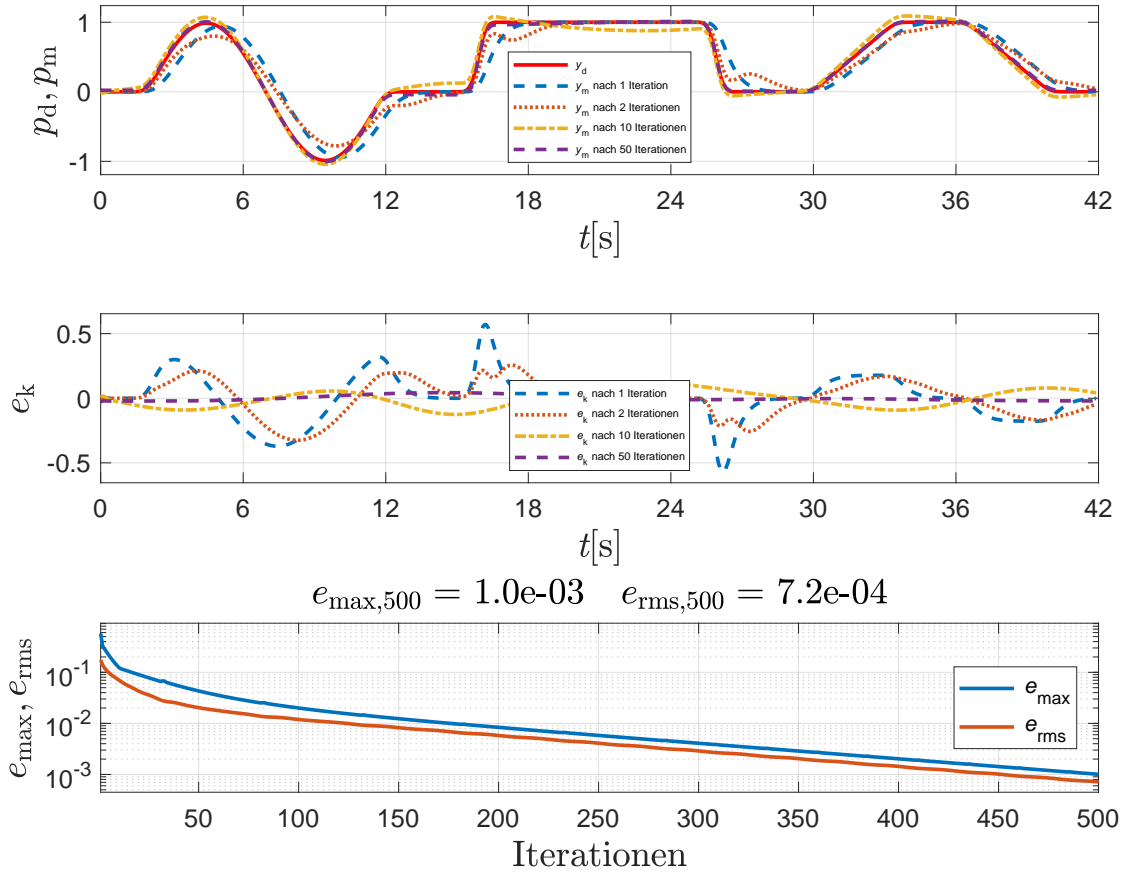 p_d, p_m
1
0
-1
y_d
y_m nach 1 Iteration
y_m nach 2 Iterationen
y_m nach 10 Iterationen
y_m nach 50 Iterationen
0 6 12 18 24 30 36 42
t[s]
e_k
0.5
0
-0.5
e_k nach 1 Iteration
e_k nach 2 Iterationen
e_k nach 10 Iterationen
e_k nach 50 Iterationen
0 6 12 18 24 30 36 42
t[s]
e_max,500 = 1.0e-03 e_rms,500 = 7.2e-04
e_max, e_rms
10^-1
10^-2
10^-3
e_max
e_rms
50 100 150 200 250 300 350 400 450 500
Iterationen